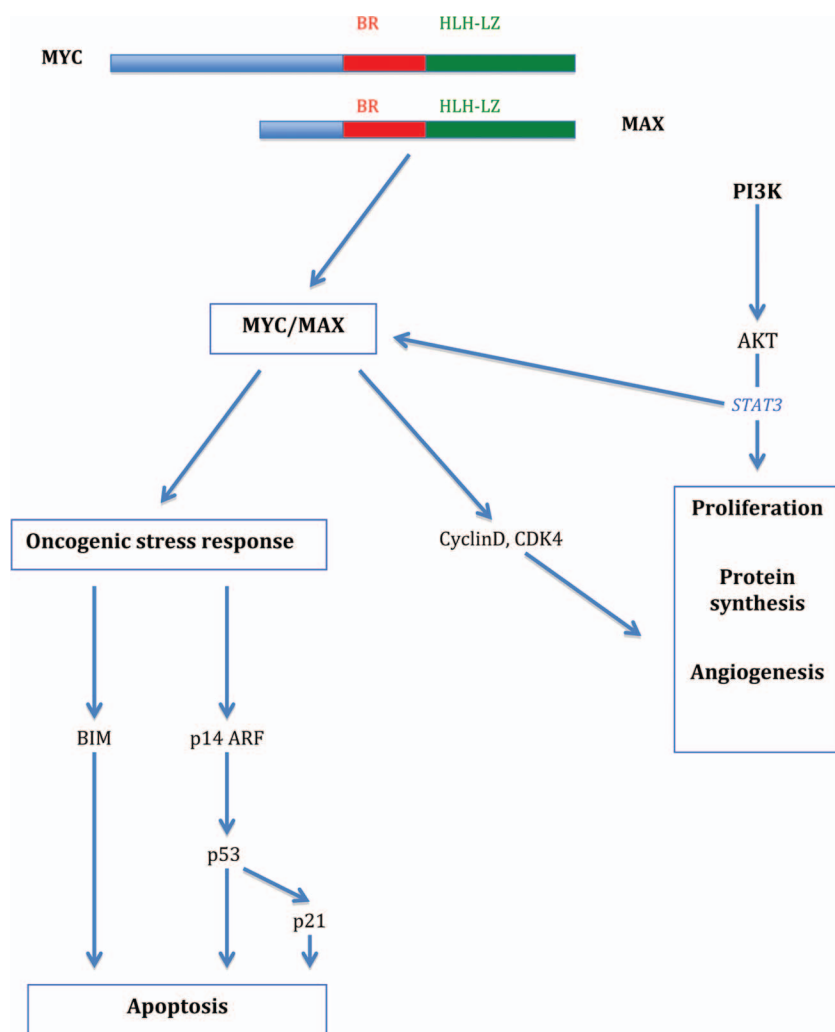 BR HLH-LZ
MYC
BR HLH-LZ
MAX
PI3K
MYC/MAX
AKT
STAT3
Proliferation
Oncogenic stress response
CyclinD, CDK4
Protein
synthesis
Angiogenesis
BIM
p14 ARF
p53
p21
Apoptosis